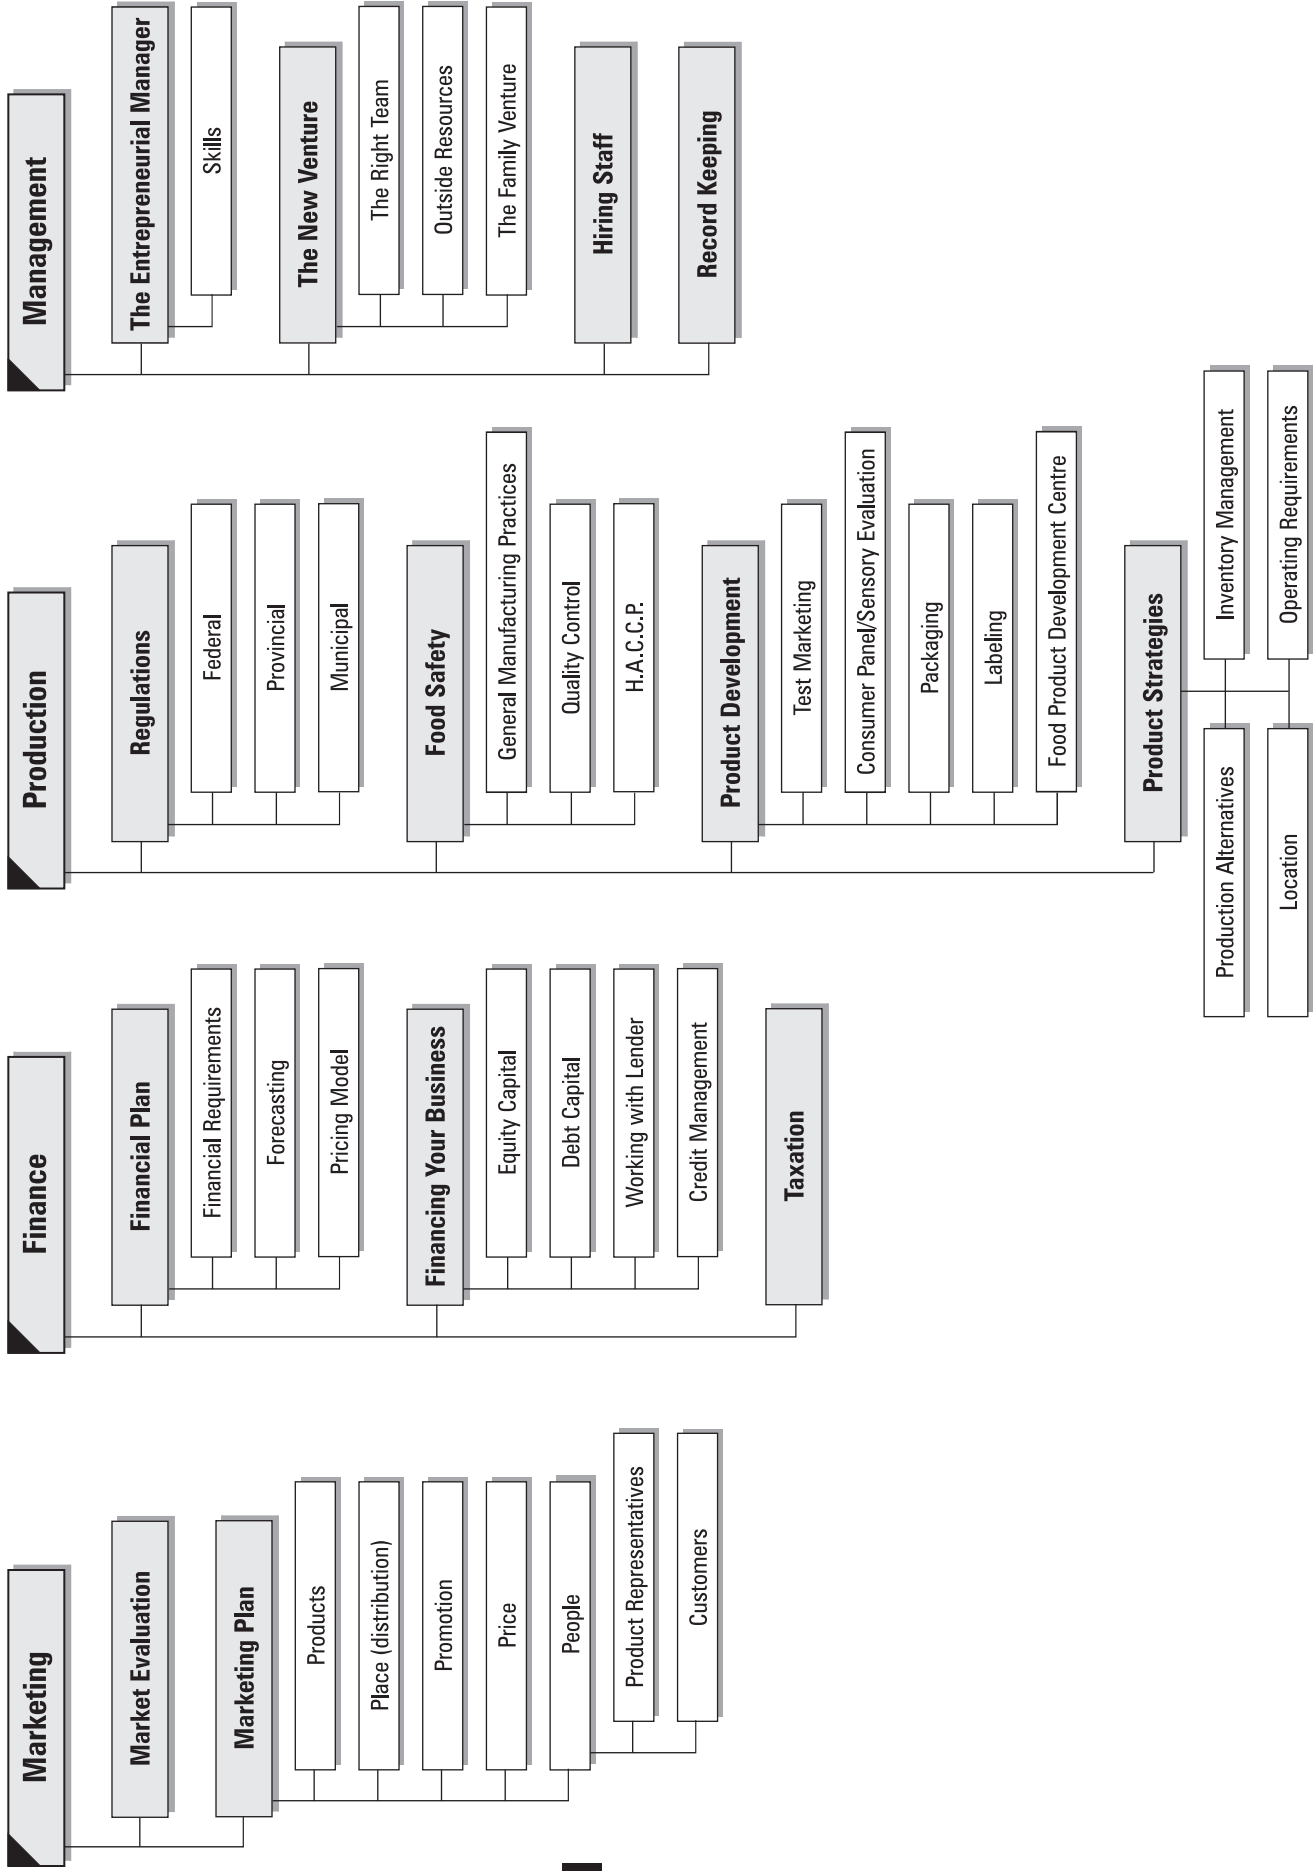 Marketing
Market Evaluation
Marketing Plan
Products
Place (distribution)
Promotion
Price
People
Product Representatives
Customers
Finance
Financial Plan
Financial Requirements
Forecasting
Pricing Model
Financing Your Business
Equity Capital
Debt Capital
Working with Lender
Credit Management
Taxation
Production
Regulations
Federal
Provincial
Municipal
Food Safety
General Manufacturing Practices
Quality Control
H.A.C.C.P.
Product Development
Test Marketing
Consumer Panel/Sensory Evaluation
Packaging
Labeling
Food Product Development Centre
Product Strategies
Production Alternatives
Inventory Management
Location
Operating Requirements
Management
The Entrepreneurial Manager
Skills
The New Venture
The Right Team
Outside Resources
The Family Venture
Hiring Staff
Record Keeping